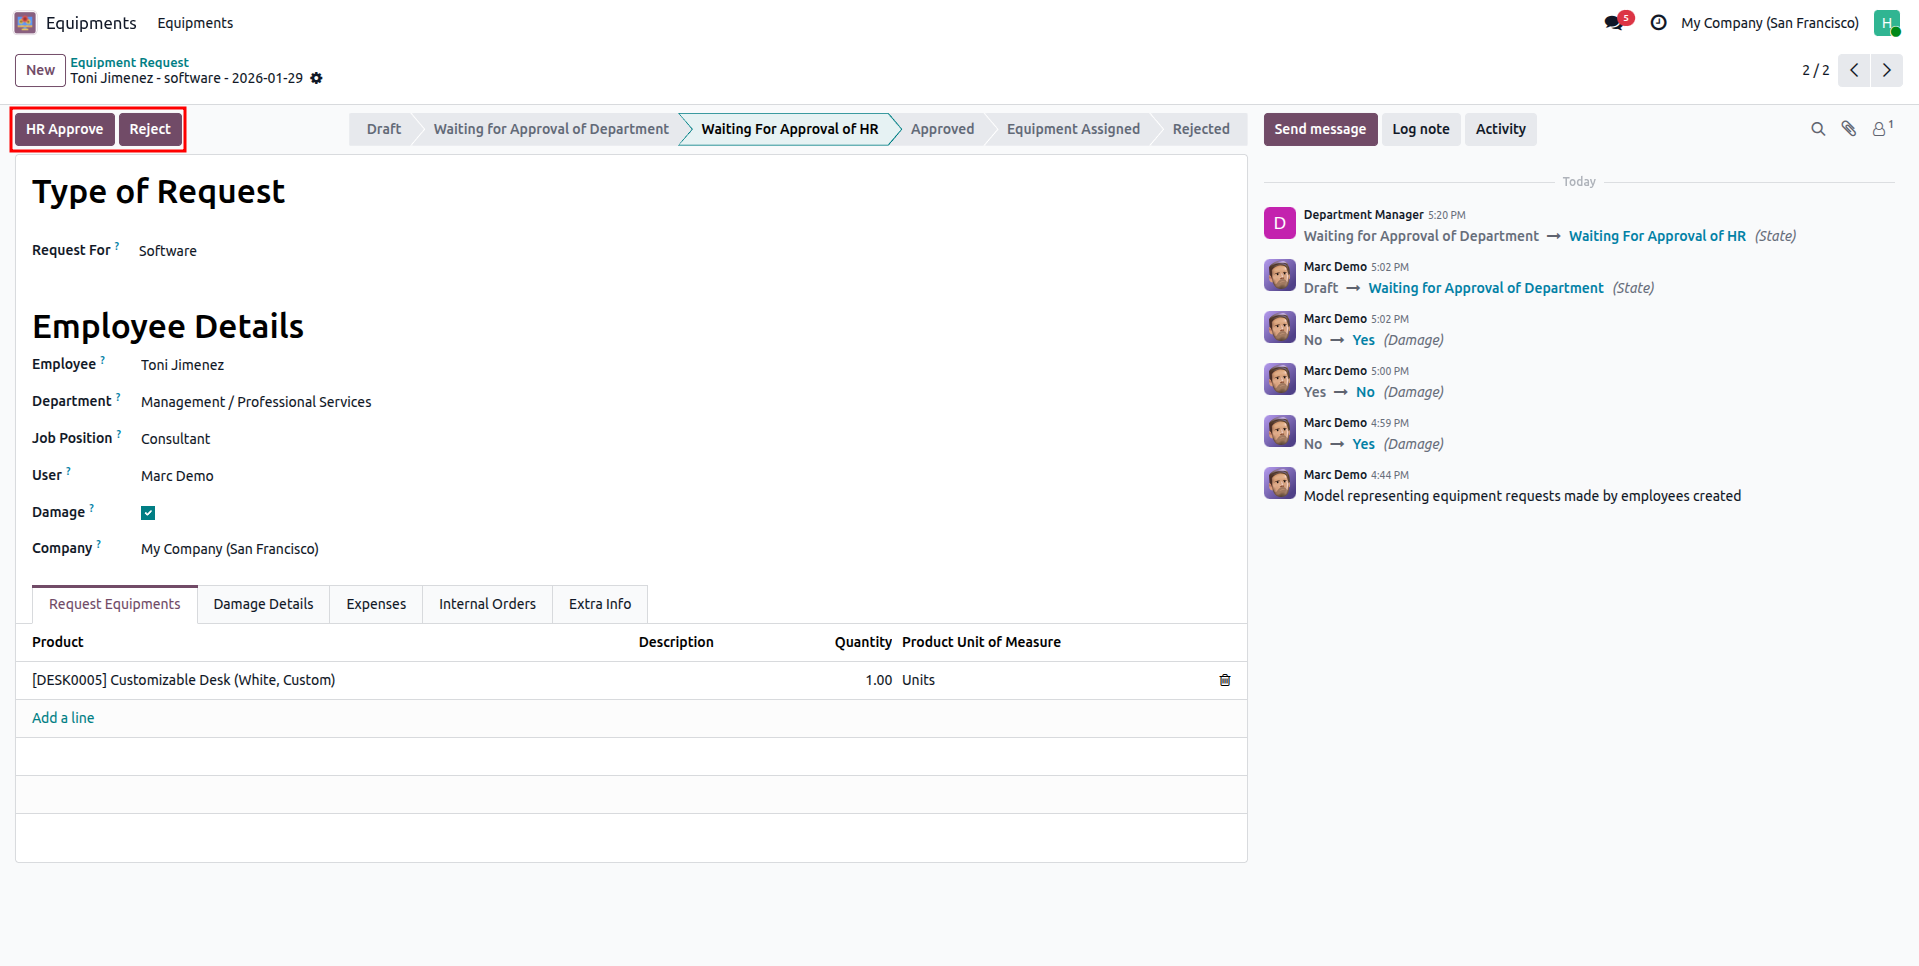 Equipments Equipments 5 My Company (San Francisco) H
New Equipment Request
Toni Jimenez - software - 2026-01-29
2 / 2
HR Approve Reject Draft Waiting for Approval of Department Waiting For Approval of HR Approved Equipment Assigned Rejected Send message Log note Activity 1
Type of Request
Request For ? Software
Employee Details
Employee ? Toni Jimenez
Department ? Management / Professional Services
Job Position ? Consultant
User ? Marc Demo
Damage ?
Company ? My Company (San Francisco)
Request Equipments Damage Details Expenses Internal Orders Extra Info
Product Description Quantity Product Unit of Measure
[DESK0005] Customizable Desk (White, Custom) 1.00 Units
Add a line
Today
D Department Manager 5:20 PM
Waiting for Approval of Department → Waiting For Approval of HR (State)
Marc Demo 5:02 PM
Draft → Waiting for Approval of Department (State)
Marc Demo 5:02 PM
No → Yes (Damage)
Marc Demo 5:00 PM
Yes → No (Damage)
Marc Demo 4:59 PM
No → Yes (Damage)
Marc Demo 4:44 PM
Model representing equipment requests made by employees created